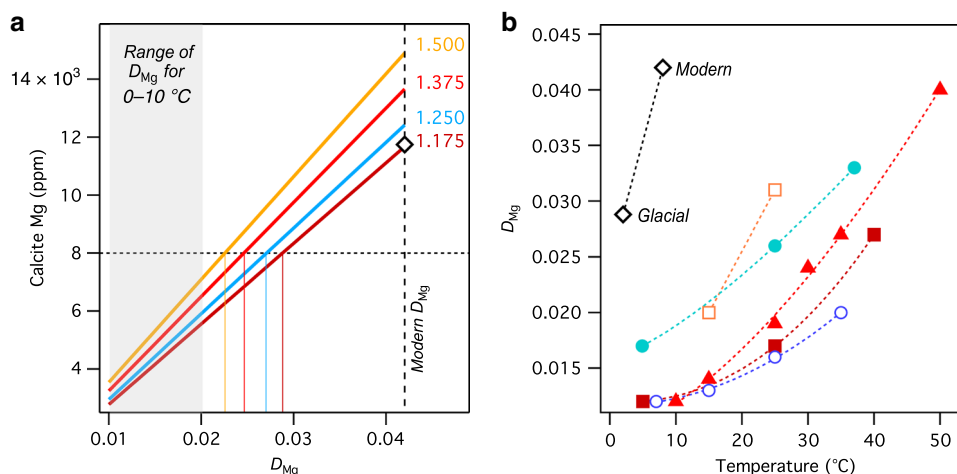 a
Range of
DMg for
0–10 °C
14 × 10³
12
10
8
6
4
Calcite Mg (ppm)
1.500
1.375
1.250
1.175
Modern DMg
0.01
0.02
0.03
0.04
DMg
b
0.045
0.040
0.035
0.030
0.025
0.020
0.015
DMg
Modern
Glacial
0
10
20
30
40
50
Temperature (°C)